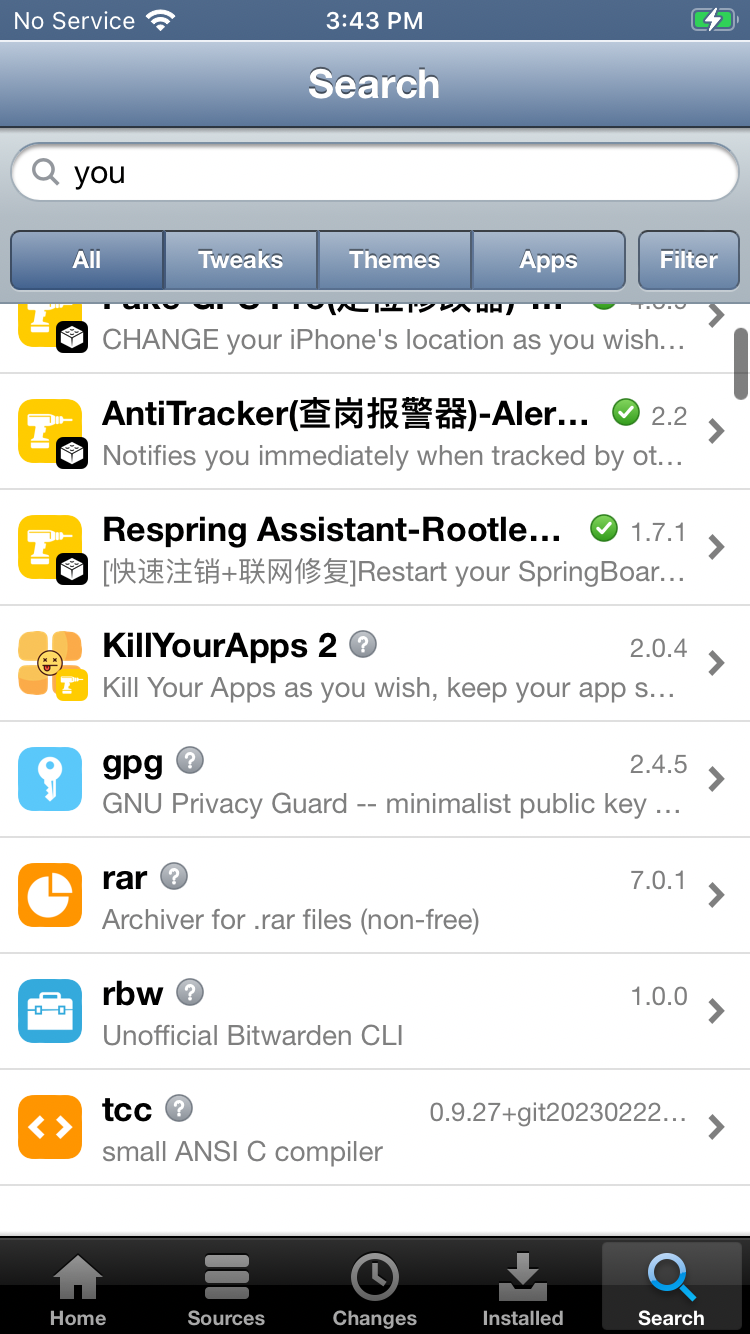 No Service 3:43 PM
Search
you
All Tweaks Themes Apps Filter
CHANGE your iPhone's location as you wish...
AntiTracker(查岗报警器)-Aler... 2.2
Notifies you immediately when tracked by ot...
Respring Assistant-Rootle... 1.7.1
[快速注销+联网修复]Restart your SpringBoar...
KillYourApps 2 2.0.4
Kill Your Apps as you wish, keep your app s...
gpg 2.4.5
GNU Privacy Guard -- minimalist public key ...
rar 7.0.1
Archiver for .rar files (non-free)
rbw 1.0.0
Unofficial Bitwarden CLI
tcc 0.9.27+git20230222...
small ANSI C compiler
Home Sources Changes Installed Search